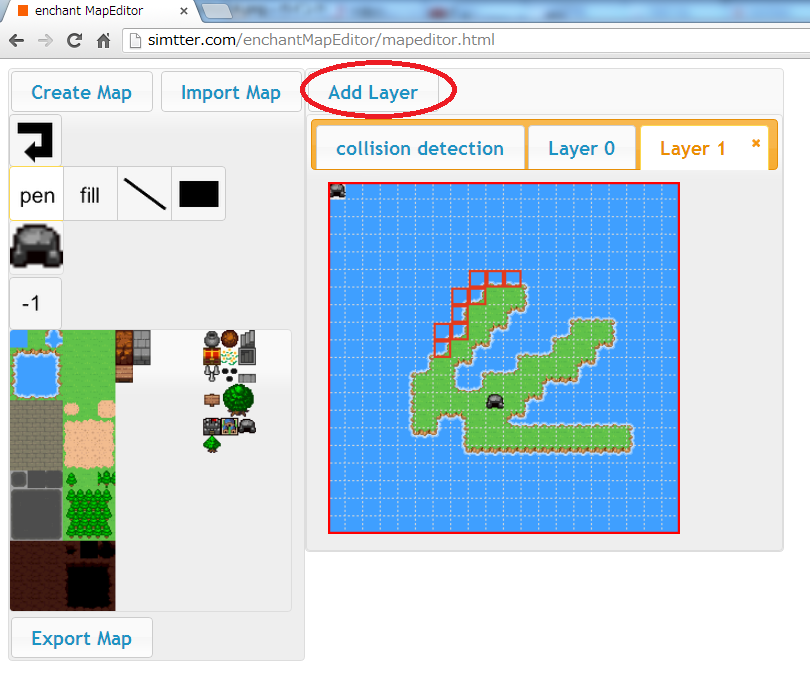 enchant MapEditor
simtter.com/enchantMapEditor/mapeditor.html
Create Map
Import Map
Add Layer
collision detection
Layer 0
Layer 1
pen
fill
-1
Export Map